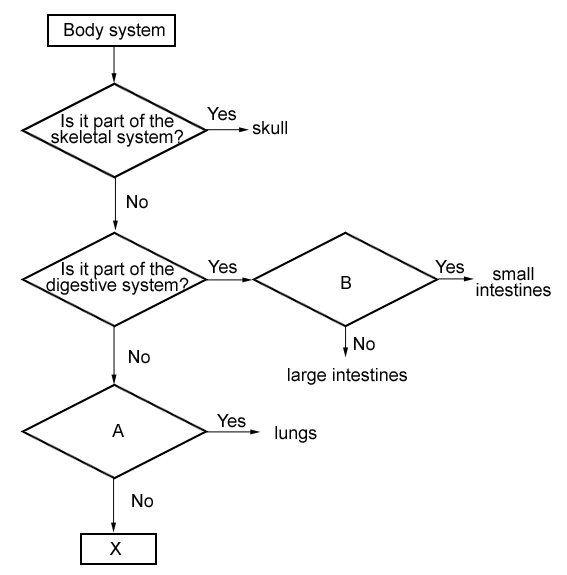 Body system
Is it part of the
skeletal system?
Yes
skull
No
Is it part of the
digestive system?
Yes
B
Yes
small
intestines
No
large intestines
No
A
Yes
lungs
No
X